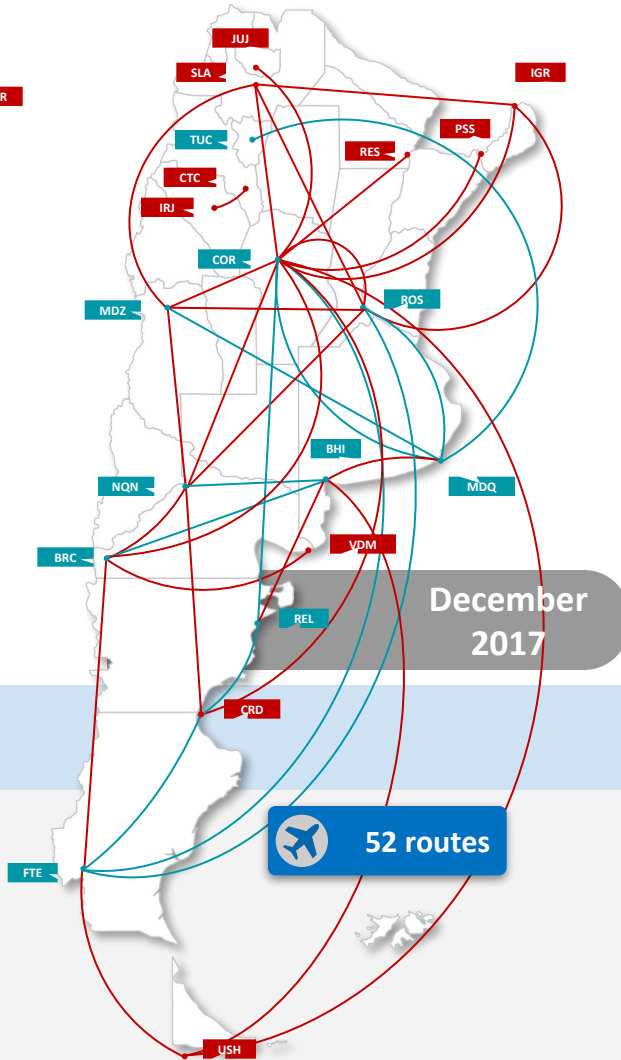 JUJ
SLA
IGR
R
PSS
TUC
RES
CTC
IRJ
COR
ROS
MDZ
BHI
NQN
MDQ
BRC
VDM
December
2017
REL
CRD
52 routes
FTE
USH